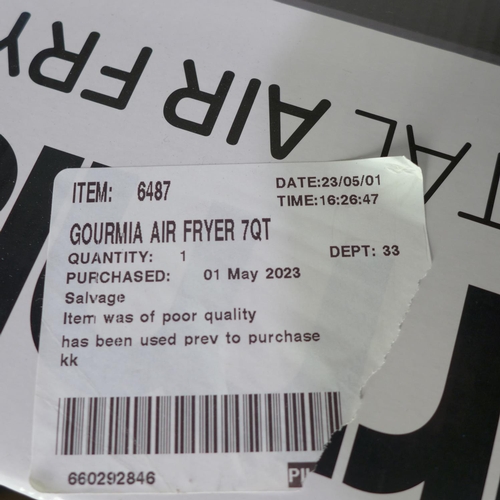 DIGITAL AIR FRY
ITEM: 6487
DATE:23/05/01
TIME:16:26:47
GOURMIA AIR FRYER 7QT
QUANTITY: 1
DEPT: 33
PURCHASED: 01 May 2023
Salvage
Item was of poor quality
has been used prev to purchase
kk
660292846